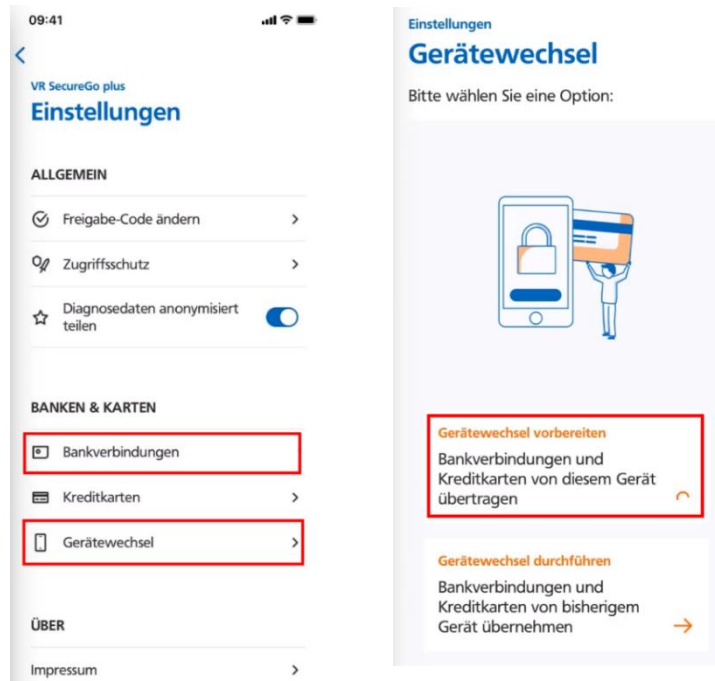 09:41
VR SecureGo plus
Einstellungen
ALLGEMEIN
Freigabe-Code ändern
Zugriffsschutz
Diagnosedaten anonymisiert
teilen
BANKEN & KARTEN
Bankverbindungen
Kreditkarten
Gerätewechsel
ÜBER
Impressum
Einstellungen
Gerätewechsel
Bitte wählen Sie eine Option:
Gerätewechsel vorbereiten
Bankverbindungen und
Kreditkarten von diesem Gerät
übertragen
Gerätewechsel durchführen
Bankverbindungen und
Kreditkarten von bisherigem
Gerät übernehmen